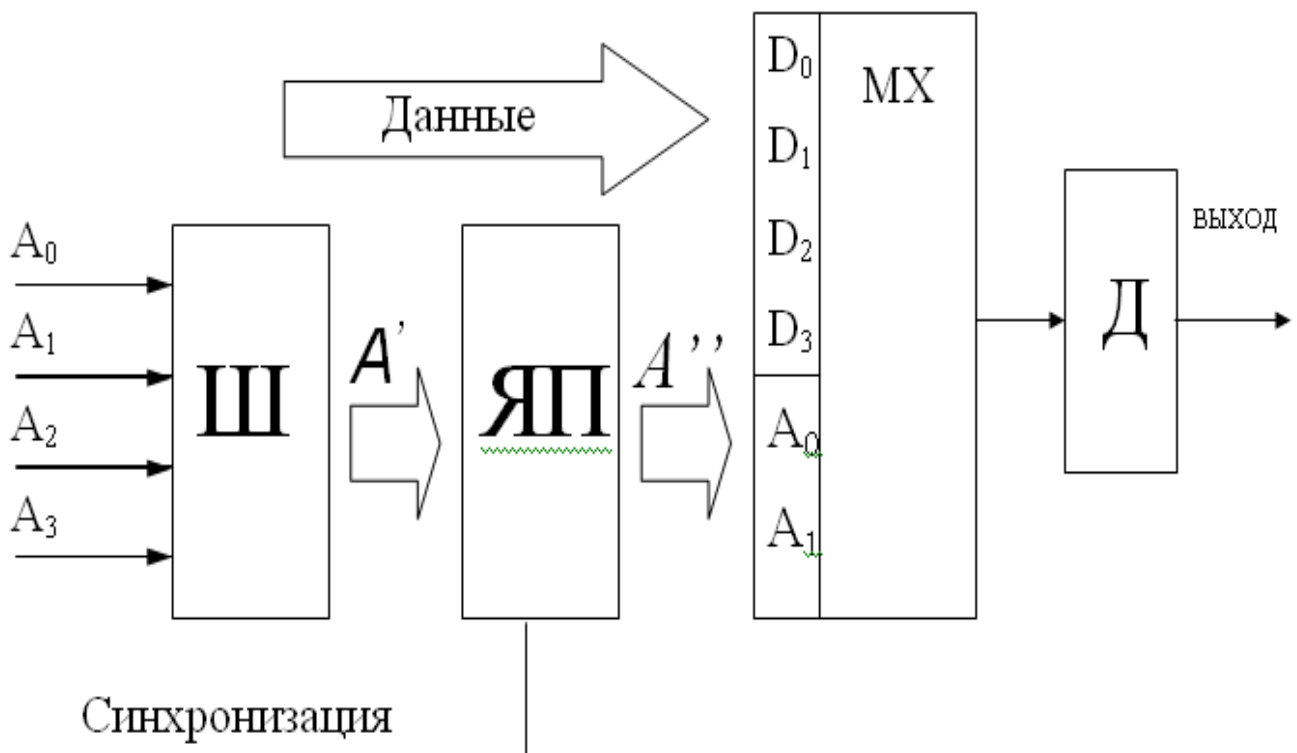 Данные
D₀
D₁
D₂
D₃
MX
A₀
A₁
A₀
A₁
A₂
A₃
Ш
A’
ЯП
A’’
Д
выход
Синхронизация